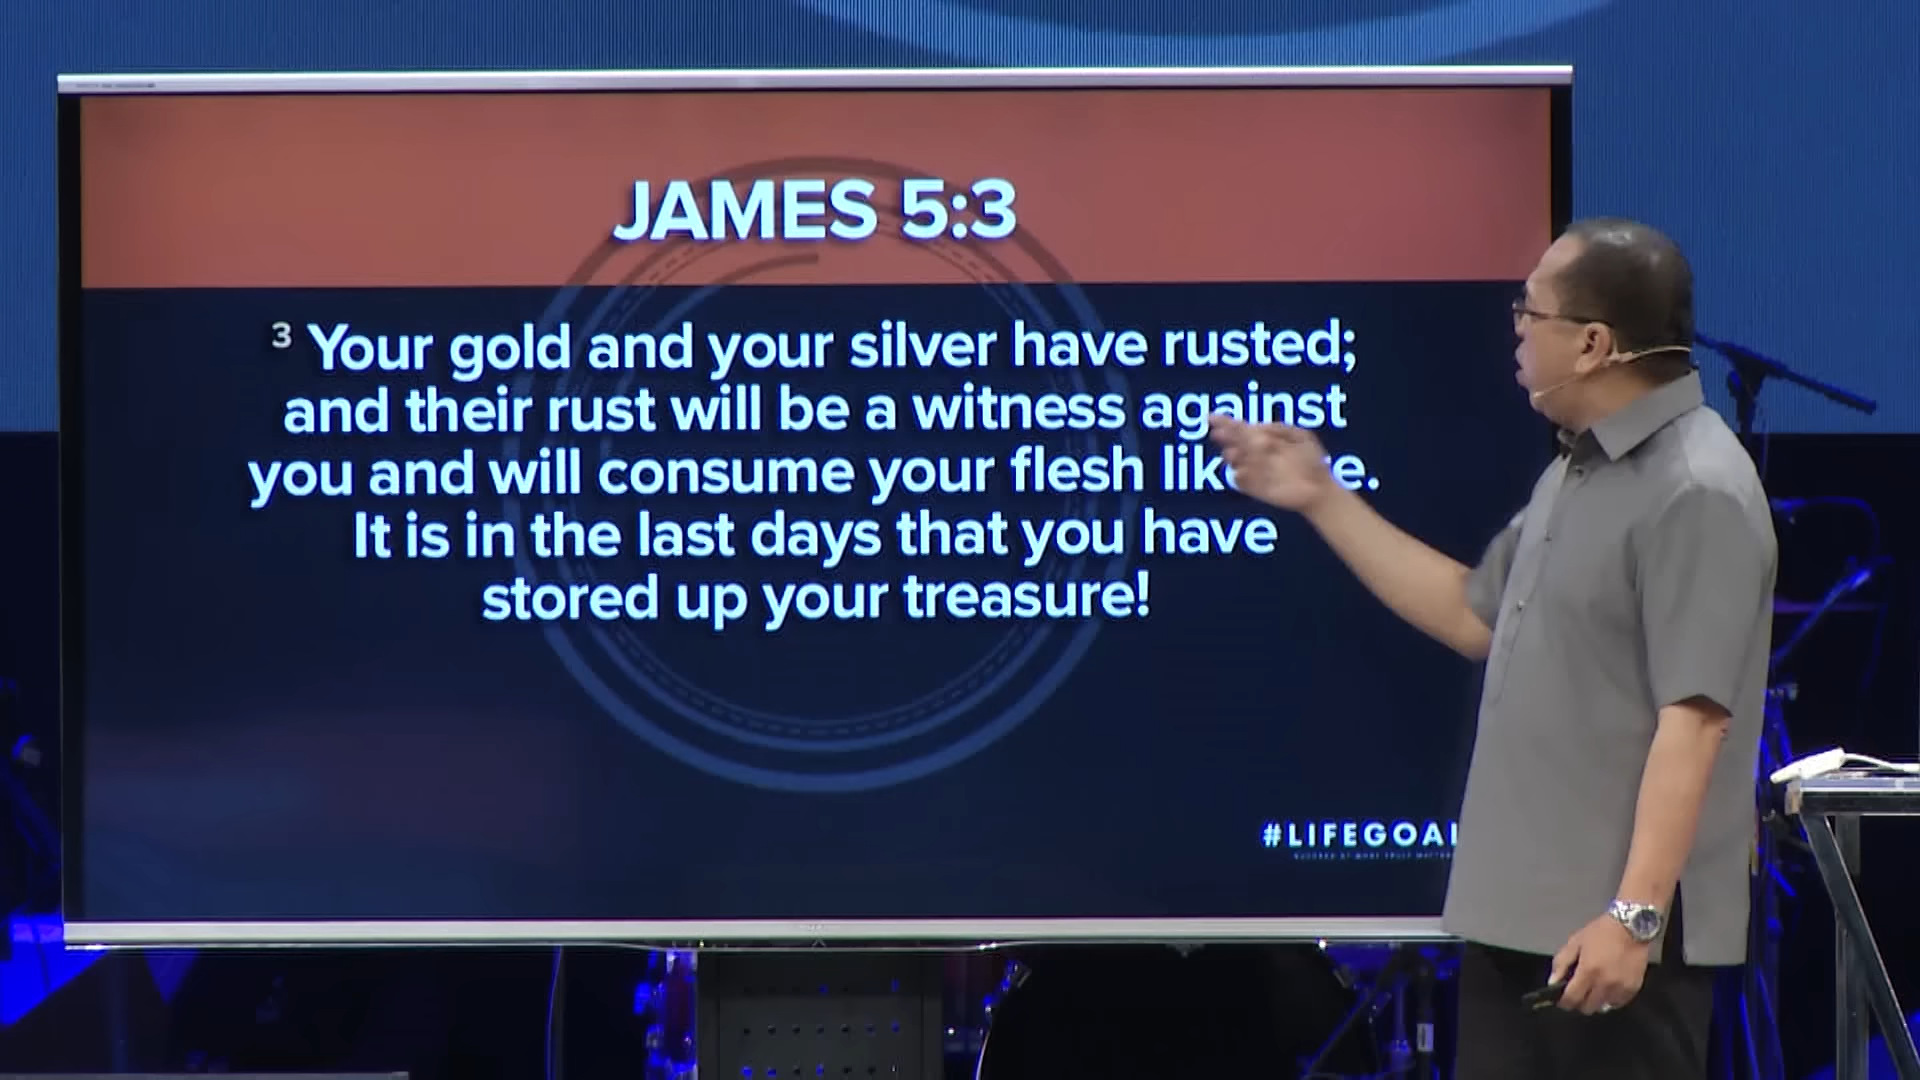 JAMES 5:3
3 Your gold and your silver have rusted;
and their rust will be a witness against
you and will consume your flesh
It is in the last days that you have
stored up your treasure!
#LIFEGOAL